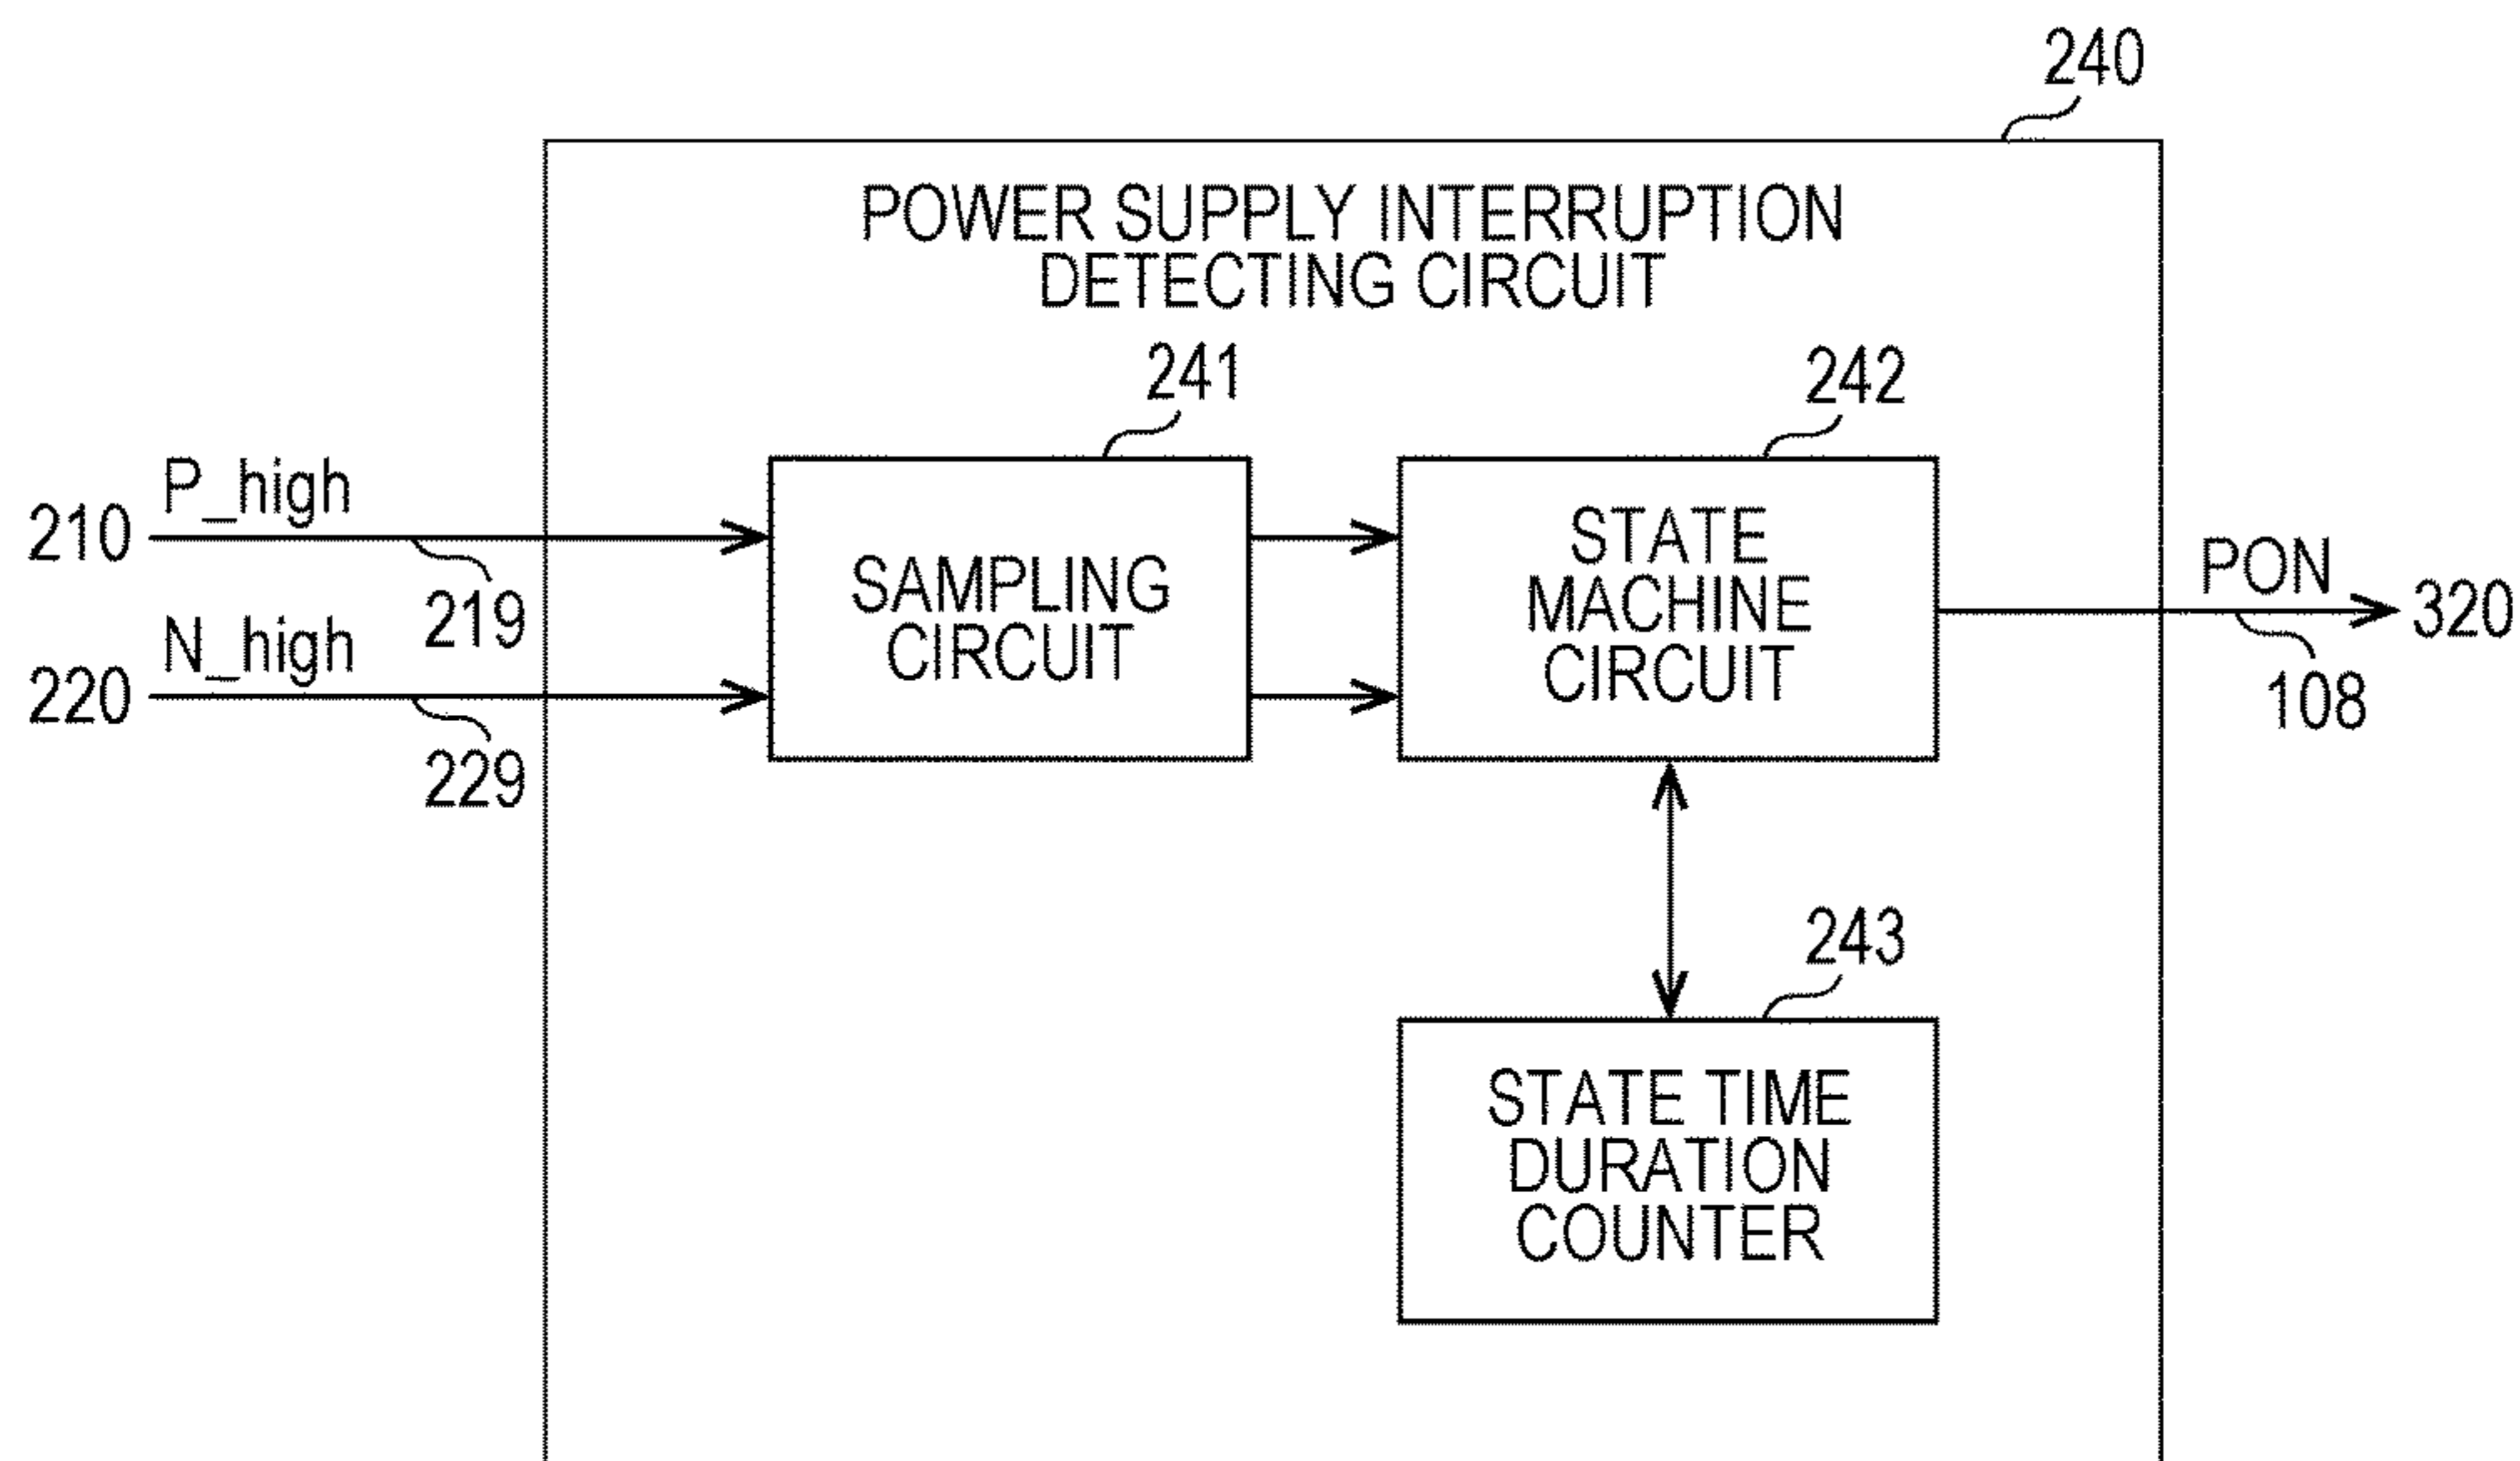 240
POWER SUPPLY INTERRUPTION
DETECTING CIRCUIT
241
242
P_high
210
219
N_high
220
229
SAMPLING
CIRCUIT
STATE
MACHINE
CIRCUIT
PON
320
108
243
STATE TIME
DURATION
COUNTER